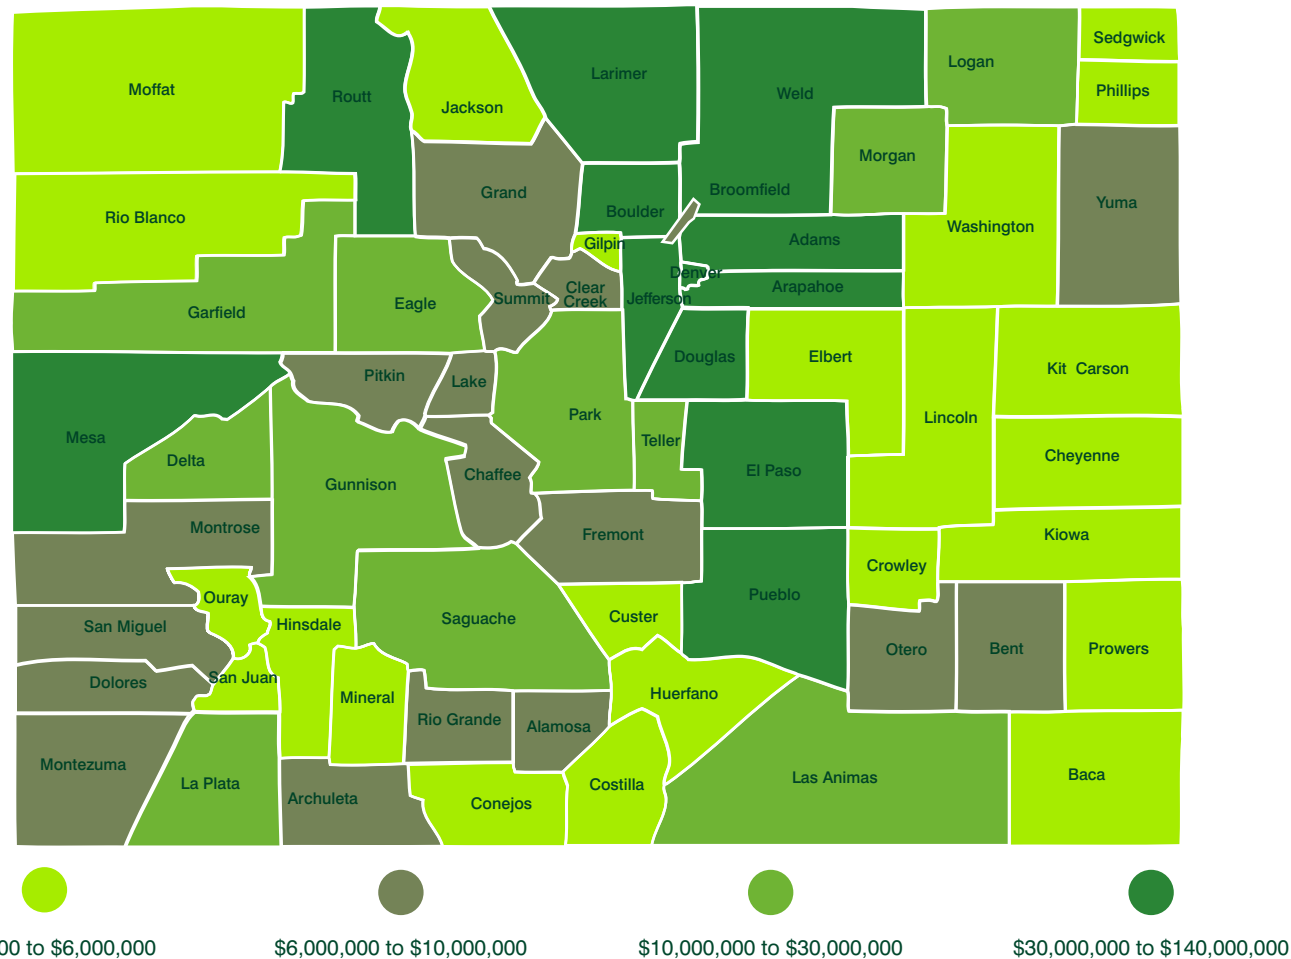 Sedgwick
Logan
Larimer
Moffat
Phillips
Weld
Routt
Jackson
Morgan
Grand
Broomfield
Yuma
Boulder
Rio Blanco
Washington
Adams
Gilpin
Denver
Arapahoe
Clear
Creek
Summit
Jefferson
Eagle
Garfield
Douglas
Elbert
Kit Carson
Pitkin
Lake
Park
Lincoln
Mesa
Teller
Cheyenne
Delta
El Paso
Chaffee
Gunnison
Montrose
Fremont
Kiowa
Crowley
Pueblo
Ouray
Custer
Saguache
Hinsdale
San Miguel
Otero
Bent
Prowers
San Juan
Dolores
Huerfano
Mineral
Rio Grande
Alamosa
Montezuma
Las Animas
Baca
La Plata
Costilla
Archuleta
Conejos
00 to $6,000,000
$6,000,000 to $10,000,000
$10,000,000 to $30,000,000
$30,000,000 to $140,000,000